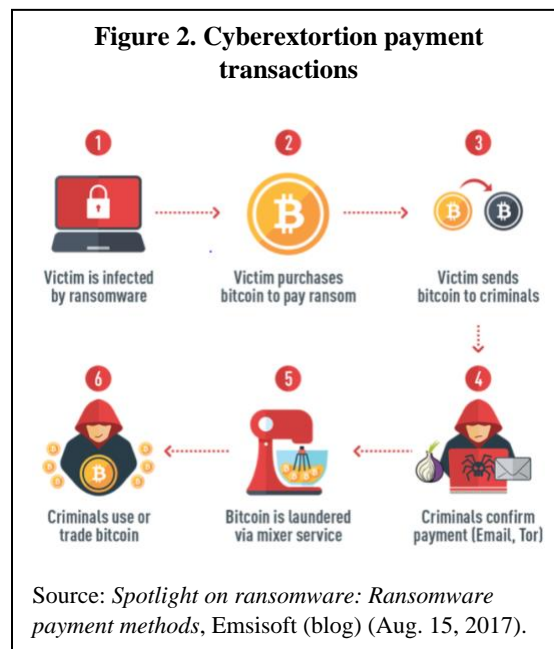 Figure 2. Cyberextortion payment
transactions
1
2
3
Victim is infected
by ransomware
Victim purchases
bitcoin to pay ransom
Victim sends
bitcoin to criminals
6
5
4
Criminals use or
trade bitcoin
Bitcoin is laundered
via mixer service
Criminals confirm
payment (Email, Tor)
Source: Spotlight on ransomware: Ransomware
payment methods, Emsisoft (blog) (Aug. 15, 2017).